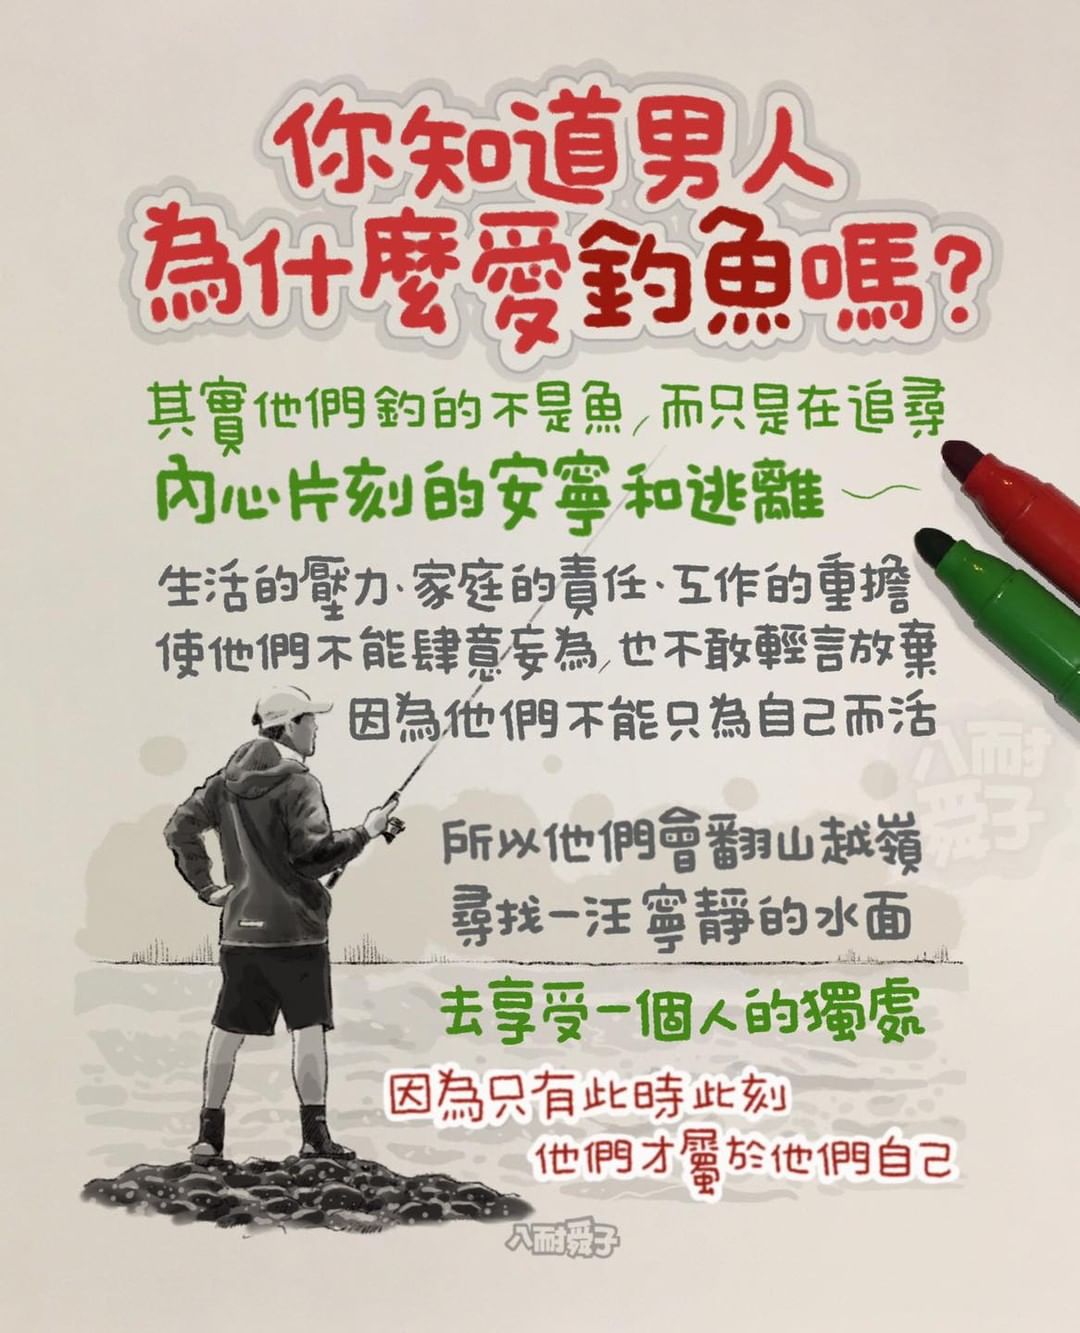 你知道男人
為什麼愛釣魚嗎?
其實他們釣的不是魚,而只是在追尋
內心片刻的安寧和逃離
生活的壓力·家庭的責任·工作的重擔
使他們不能肆意妄為,也不敢輕言放棄
因為他們不能只為自己而活
八耐
舜子
所以他們會翻山越嶺
尋找一汪寧靜的水面
去享受一個人的獨處
因為只有此時此刻
他們才屬於他們自己
八耐舜子